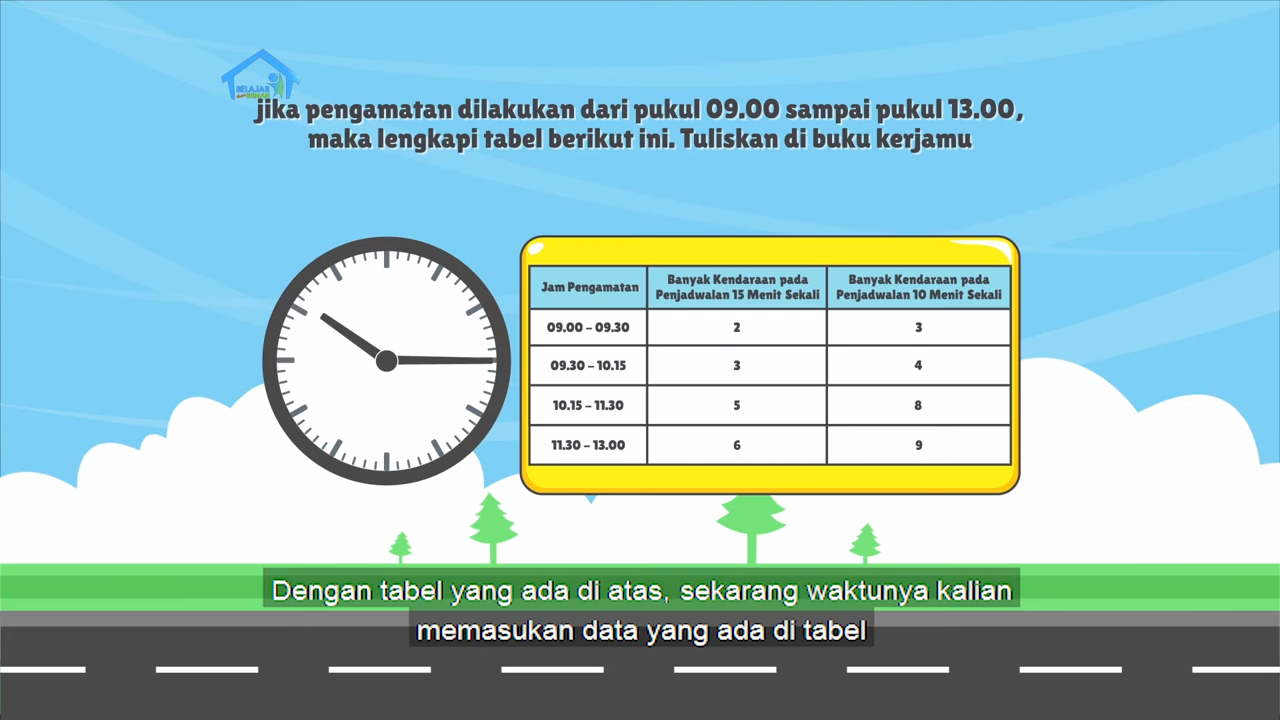 BELAJAR
dari RUMAH
jika pengamatan dilakukan dari pukul 09.00 sampai pukul 13.00,
maka lengkapi tabel berikut ini. Tuliskan di buku kerjamu
Jam Pengamatan
Banyak Kendaraan pada
Penjadwalan 15 Menit Sekali
Banyak Kendaraan pada
Penjadwalan 10 Menit Sekali
09.00 – 09.30 2 3
09.30 – 10.15 3 4
10.15 – 11.30 5 8
11.30 – 13.00 6 9
Dengan tabel yang ada di atas, sekarang waktunya kalian
memasukan data yang ada di tabel